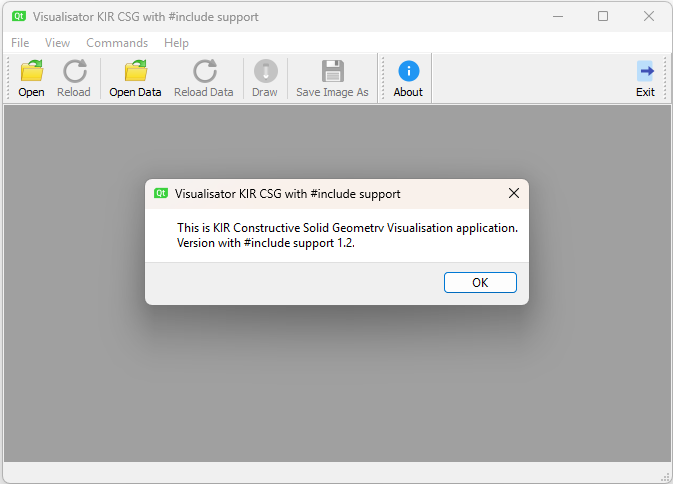 Visualisator KIR CSG with #include support
File View Commands Help
Open Reload Open Data Reload Data Draw Save Image As About Exit
Visualisator KIR CSG with #include support
This is KIR Constructive Solid Geometry Visualisation application.
Version with #include support 1.2.
OK